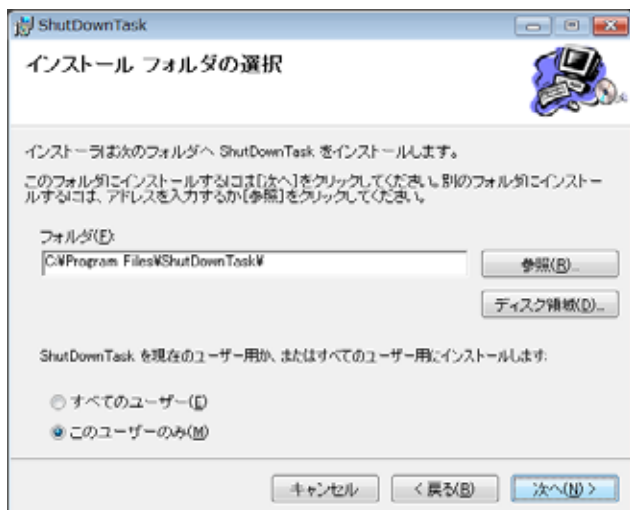 ShutDownTask
インストール フォルダの選択
インストーラは次のフォルダへ ShutDownTask をインストールします。
このフォルダにインストールするには[次へ]をクリックしてください。別のフォルダにインストー
ルするには、アドレスを入力するか[参照]をクリックしてください。
フォルダ(F):
C:¥Program Files¥ShutDownTask¥
参照(R)...
ディスク領域(D)...
ShutDownTask を現在のユーザー用か、またはすべてのユーザー用にインストールします:
すべてのユーザー(E)
このユーザーのみ(M)
キャンセル
< 戻る(B)
次へ(N) >